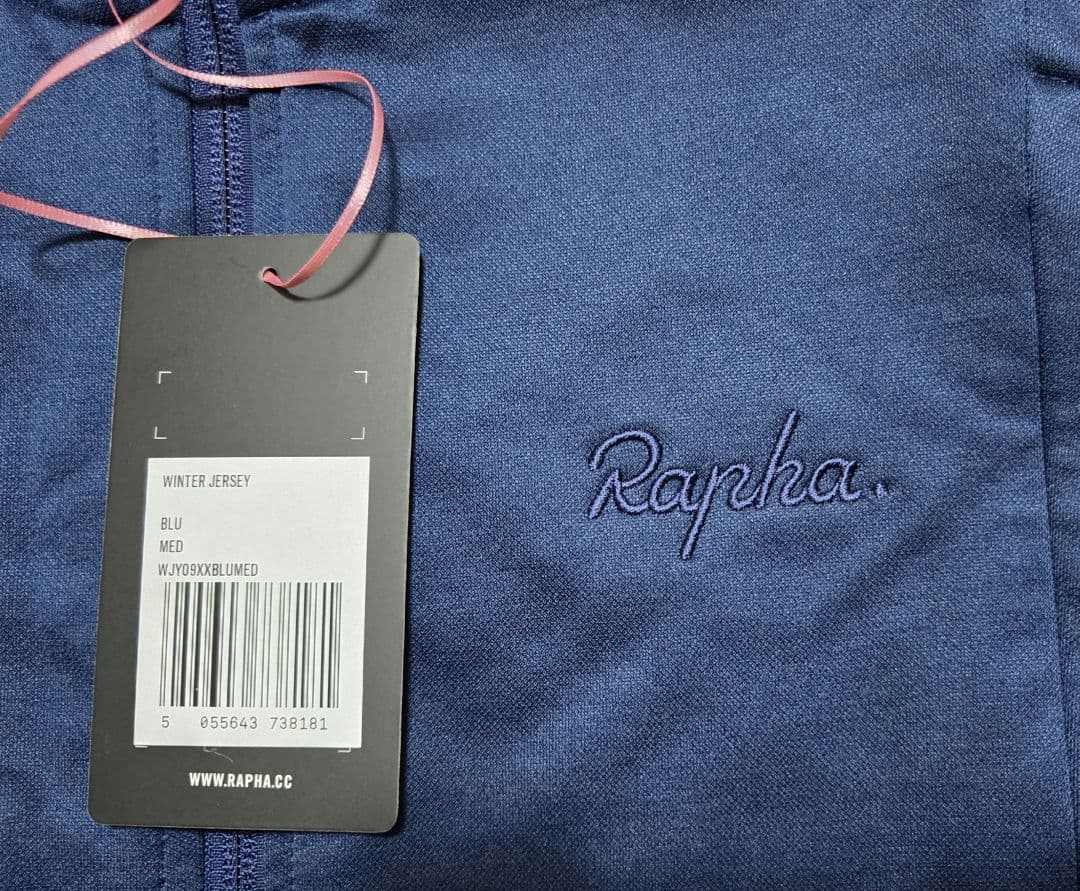 WINTER JERSEY
BLU
MED
WJY09XXBLUMED
5 055643 738181
WWW.RAPHA.CC
Rapha.